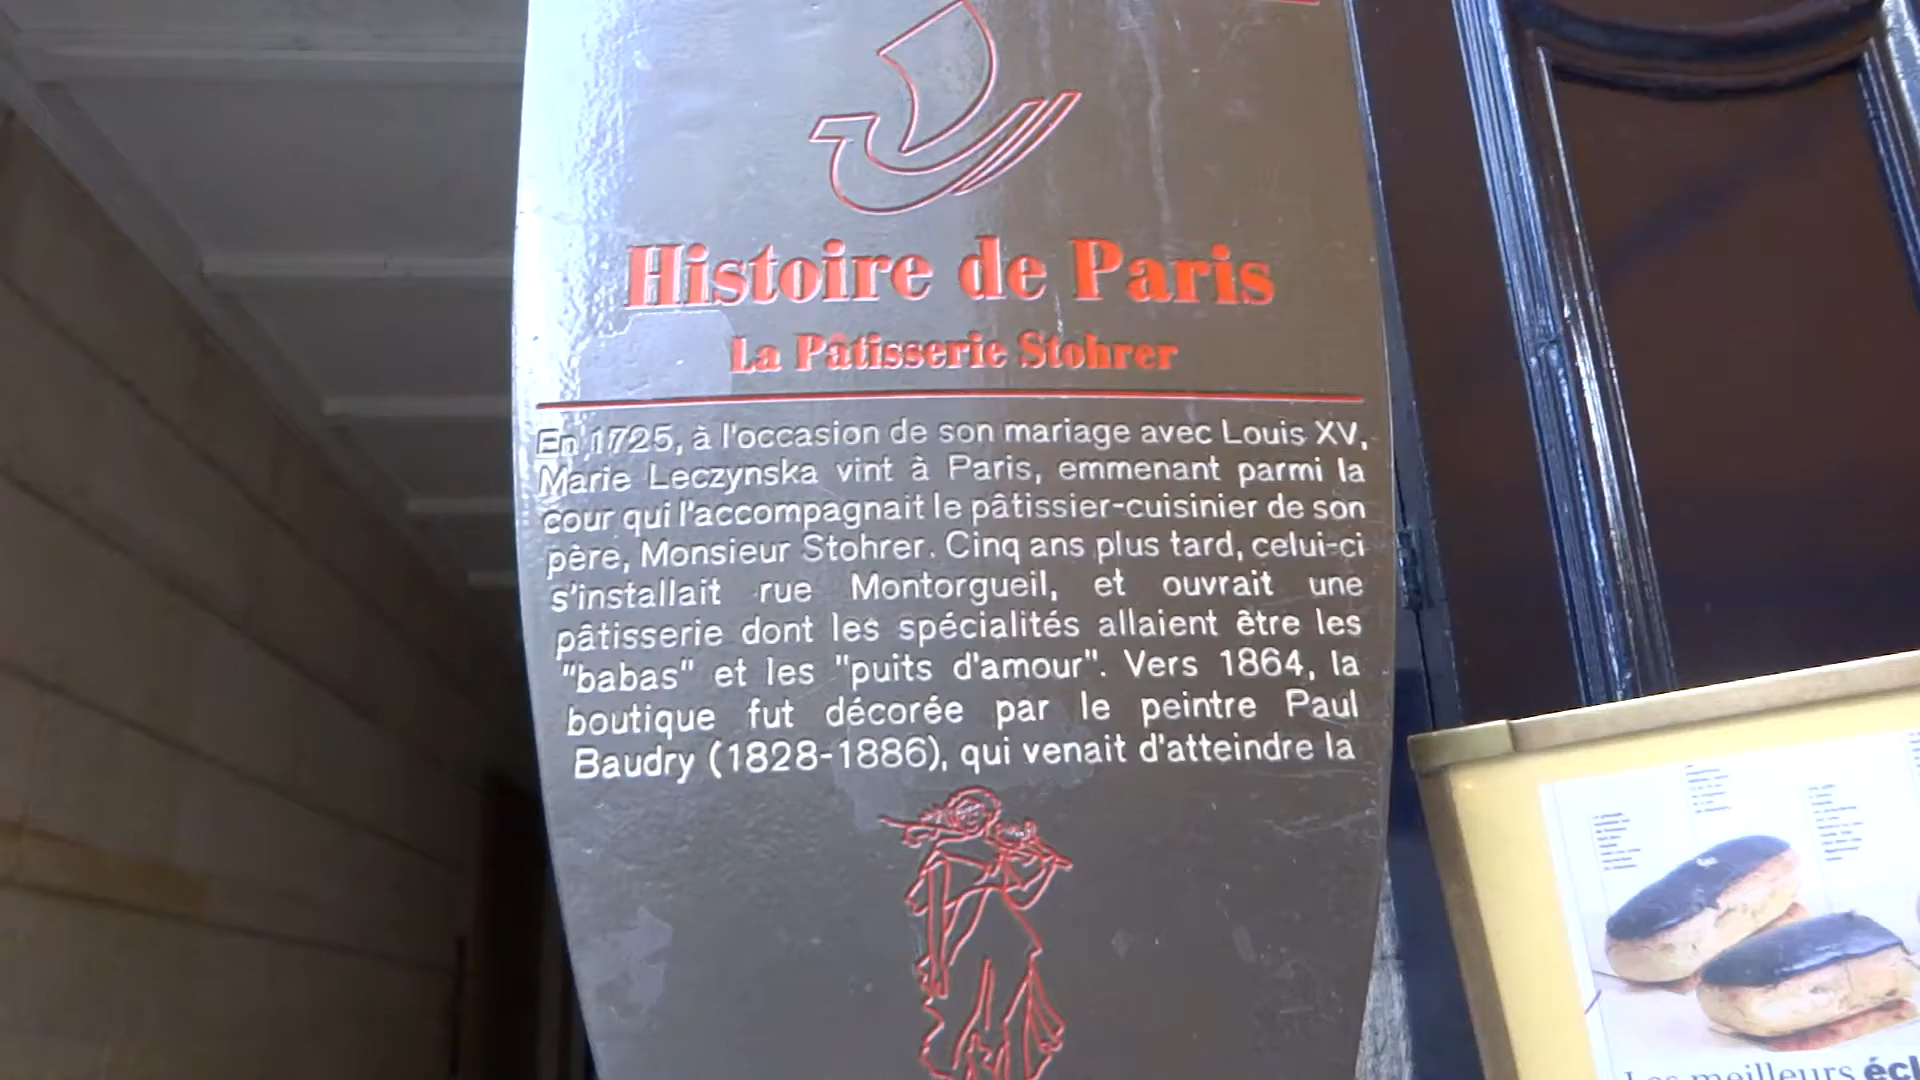 Histoire de Paris
La Pâtisserie Stohrer
En 1725, à l'occasion de son mariage avec Louis XV,
Marie Leczynska vint à Paris, emmenant parmi la
cour qui l'accompagnait le pâtissier-cuisinier de son
père, Monsieur Stohrer. Cinq ans plus tard, celui-ci
s'installait rue Montorgueil, et ouvrait une
pâtisserie dont les spécialités allaient être les
"babas" et les "puits d'amour". Vers 1864, la
boutique fut décorée par le peintre Paul
Baudry (1828-1886), qui venait d'atteindre la
Les meilleurs écl